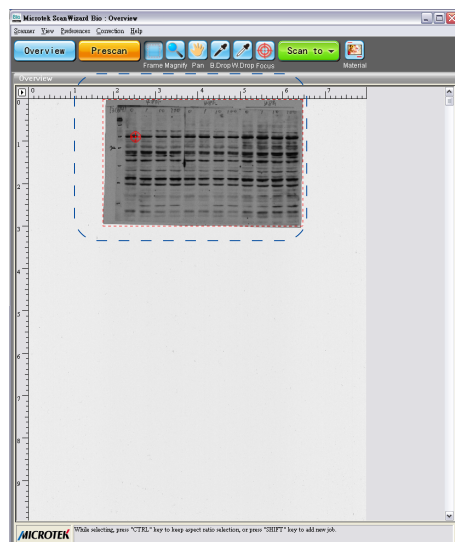 Microtek ScanWizard Bio : Overview
Scanner View Preferences Correction Help
Overview Prescan Scan to
Frame Magnify Pan B.Drop W.Drop Focus Material
Overview
0 1 2 3 4 5 6 7
0
1
2
3
4
5
6
7
8
9
MICROTEK While selecting, press "CTRL" key to keep aspect ratio selection, or press "SHIFT" key to add new job.